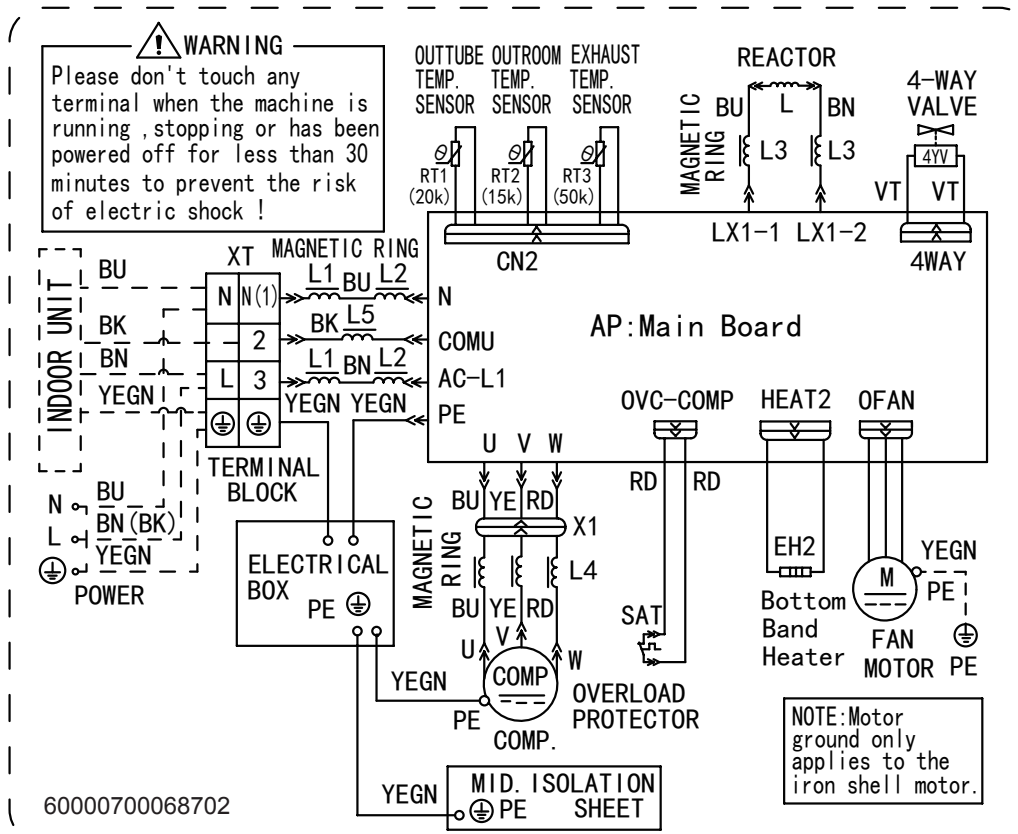 WARNING
Please don't touch any
terminal when the machine is
running ,stopping or has been
powered off for less than 30
minutes to prevent the risk
of electric shock !
OUTTUBE OUTROOM EXHAUST
TEMP. TEMP. TEMP.
SENSOR SENSOR SENSOR
θ θ θ
RT1 RT2 RT3
(20k) (15k) (50k)
CN2
REACTOR
BU L BN
MAGNETIC
RING
L3 L3
LX1-1 LX1-2
4-WAY
VALVE
4YV
VT VT
4WAY
INDOOR UNIT
BU
BK
BN
YEGN
XT
N N(1)
2
L 3
TERMINAL
BLOCK
MAGNETIC RING
L1 BU L2
BK L5
L1 BN L2
YEGN YEGN
N
COMU
AC-L1
PE
AP:Main Board
N BU
L BN(BK)
YEGN
POWER
ELECTRICAL
BOX
PE
U V W
BU YE RD
X1
MAGNETIC
RING
L4
BU YE RD
U V W
COMP
PE
COMP.
YEGN
OVC-COMP
RD RD
SAT
OVERLOAD
PROTECTOR
HEAT2
EH2
Bottom
Band
Heater
OFAN
M
YEGN
PE
FAN
MOTOR
PE
NOTE:Motor
ground only
applies to the
iron shell motor.
YEGN
MID. ISOLATION
PE SHEET
60000700068702